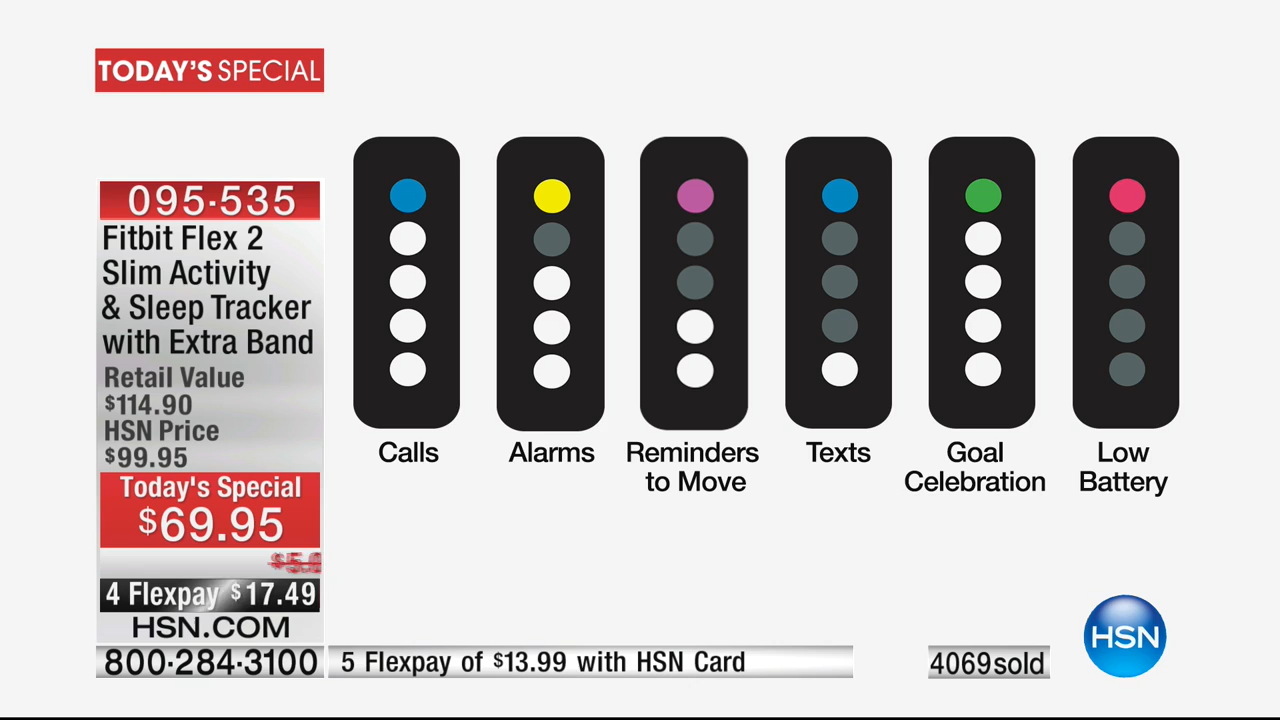 TODAY'S SPECIAL
095·535
Fitbit Flex 2
Slim Activity
& Sleep Tracker
with Extra Band
Retail Value
$114.90
HSN Price
$99.95
Today's Special
$69.95
4 Flexpay $17.49
HSN.COM
800·284·3100
5 Flexpay of $13.99 with HSN Card
4069 sold
HSN
Calls
Alarms
Reminders
to Move
Texts
Goal
Celebration
Low
Battery